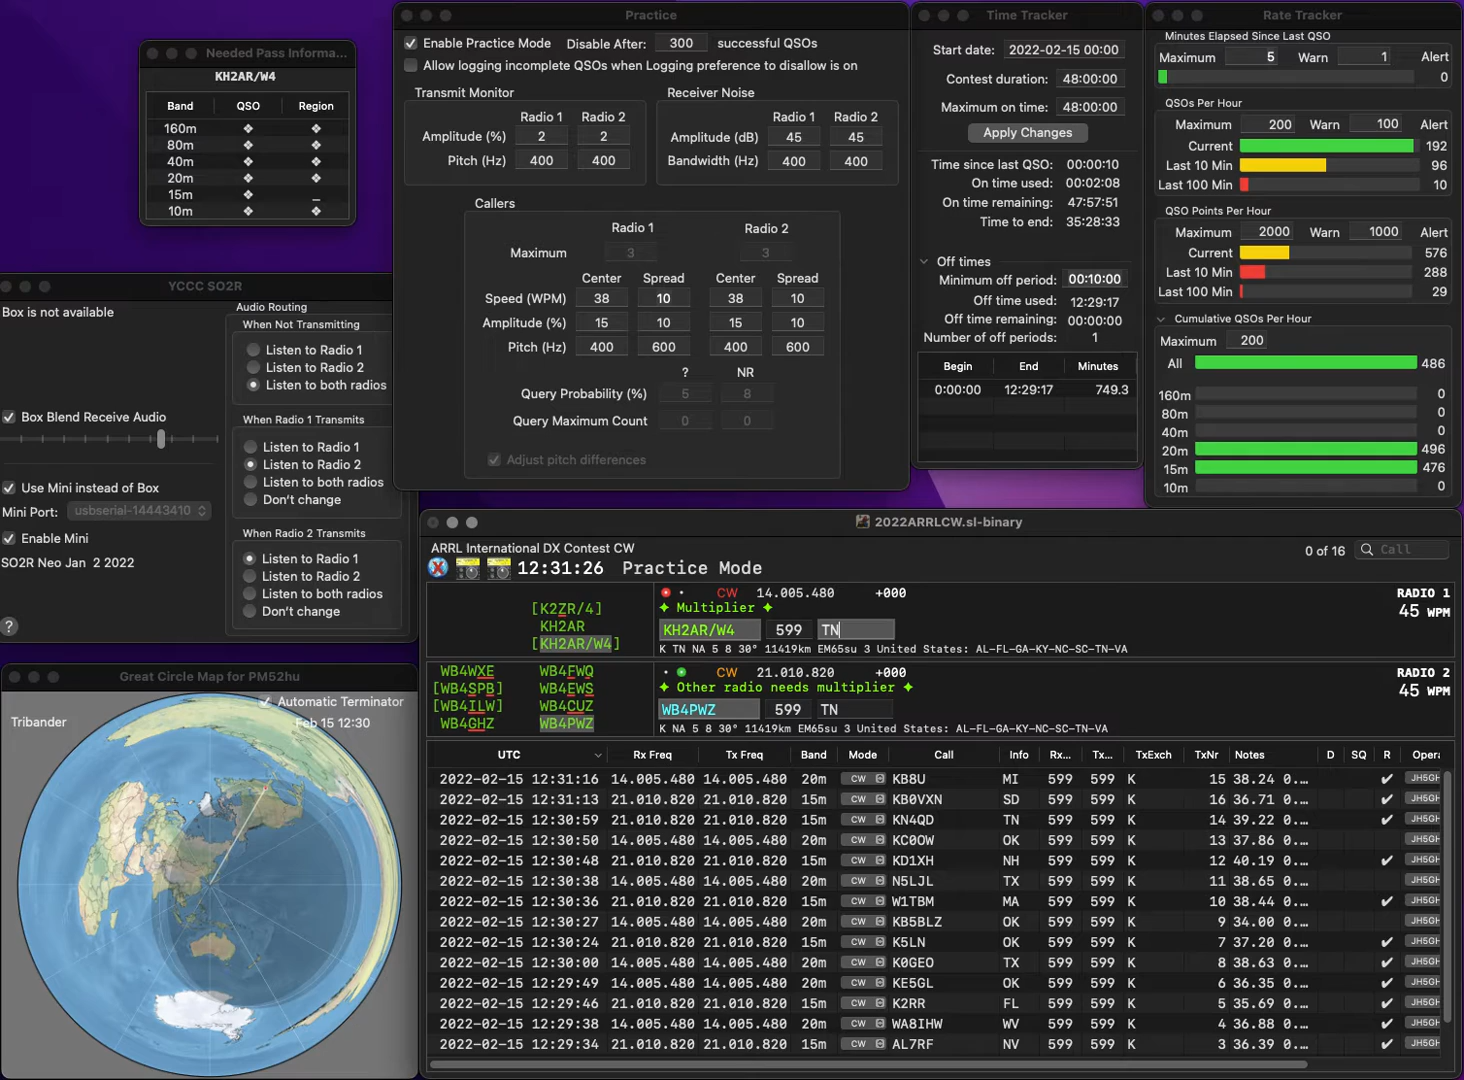 Needed Pass Informa...
KH2AR/W4
Band QSO Region
160m ❖ ❖
80m ❖ ❖
40m ❖ ❖
20m ❖ ❖
15m ❖ _
10m ❖ ❖
YCCC SO2R
Box is not available
Box Blend Receive Audio
Use Mini instead of Box
Mini Port: usbserial-14443410
Enable Mini
SO2R Neo Jan 2 2022
?
Audio Routing
When Not Transmitting
Listen to Radio 1
Listen to Radio 2
Listen to both radios
When Radio 1 Transmits
Listen to Radio 1
Listen to Radio 2
Listen to both radios
Don't change
When Radio 2 Transmits
Listen to Radio 1
Listen to Radio 2
Listen to both radios
Don't change
Great Circle Map for PM52hu
Automatic Terminator
Tribander
Feb 15 12:30
Practice
Enable Practice Mode Disable After: 300 successful QSOs
Allow logging incomplete QSOs when Logging preference to disallow is on
Transmit Monitor
Radio 1 Radio 2
Amplitude (%) 2 2
Pitch (Hz) 400 400
Receiver Noise
Radio 1 Radio 2
Amplitude (dB) 45 45
Bandwidth (Hz) 400 400
Callers
Radio 1 Radio 2
Maximum 3 3
Center Spread Center Spread
Speed (WPM) 38 10 38 10
Amplitude (%) 15 10 15 10
Pitch (Hz) 400 600 400 600
? NR
Query Probability (%) 5 8
Query Maximum Count 0 0
Adjust pitch differences
Time Tracker
Start date: 2022-02-15 00:00
Contest duration: 48:00:00
Maximum on time: 48:00:00
Apply Changes
Time since last QSO: 00:00:10
On time used: 00:02:08
On time remaining: 47:57:51
Time to end: 35:28:33
Off times
Minimum off period: 00:10:00
Off time used: 12:29:17
Off time remaining: 00:00:00
Number of off periods: 1
Begin End Minutes
0:00:00 12:29:17 749.3
Rate Tracker
Minutes Elapsed Since Last QSO
Maximum 5 Warn 1 Alert
0
QSOs Per Hour
Maximum 200 Warn 100 Alert
Current 192
Last 10 Min 96
Last 100 Min 10
QSO Points Per Hour
Maximum 2000 Warn 1000 Alert
Current 576
Last 10 Min 288
Last 100 Min 29
Cumulative QSOs Per Hour
Maximum 200
All 486
160m 0
80m 0
40m 0
20m 496
15m 476
10m 0
2022ARRLCW.sl-binary
ARRL International DX Contest CW
0 of 16 Call
12:31:26 Practice Mode
[K2ZR/4]
KH2AR
[KH2AR/W4]
CW 14.005.480 +000
✦ Multiplier ✦
KH2AR/W4 599 TN
K TN NA 5 8 30° 11419km EM65su 3 United States: AL-FL-GA-KY-NC-SC-TN-VA
RADIO 1
45 WPM
WB4WXE WB4FWQ
[WB4SPB] WB4EWS
[WB4ILW] WB4CUZ
WB4GHZ WB4PWZ
CW 21.010.820 +000
✦ Other radio needs multiplier ✦
WB4PWZ 599 TN
K NA 5 8 30° 11419km EM65su 3 United States: AL-FL-GA-KY-NC-SC-TN-VA
RADIO 2
45 WPM
UTC Rx Freq Tx Freq Band Mode Call Info Rx... Tx... TxExch TxNr Notes D SQ R Opera
2022-02-15 12:31:16 14.005.480 14.005.480 20m CW KB8U MI 599 599 K 15 38.24 0.... ✔ JH5GH
2022-02-15 12:31:13 21.010.820 21.010.820 15m CW KB0VXN SD 599 599 K 16 36.71 0.... ✔ JH5GH
2022-02-15 12:30:59 21.010.820 21.010.820 15m CW KN4QD TN 599 599 K 14 39.22 0.... ✔ JH5GH
2022-02-15 12:30:50 14.005.480 14.005.480 20m CW KC0OW OK 599 599 K 13 37.86 0.... JH5GH
2022-02-15 12:30:48 21.010.820 21.010.820 15m CW KD1XH NH 599 599 K 12 40.19 0.... ✔ JH5GH
2022-02-15 12:30:38 14.005.480 14.005.480 20m CW N5LJL TX 599 599 K 11 38.65 0.... JH5GH
2022-02-15 12:30:36 21.010.820 21.010.820 15m CW W1TBM MA 599 599 K 10 38.44 0.... ✔ JH5GH
2022-02-15 12:30:27 14.005.480 14.005.480 20m CW KB5BLZ OK 599 599 K 9 34.00 0.... JH5GH
2022-02-15 12:30:24 21.010.820 21.010.820 15m CW K5LN OK 599 599 K 7 37.20 0.... ✔ JH5GH
2022-02-15 12:30:00 14.005.480 14.005.480 20m CW K0GEO TX 599 599 K 8 38.63 0.... ✔ JH5GH
2022-02-15 12:29:49 14.005.480 14.005.480 20m CW KE5GL OK 599 599 K 6 36.35 0.... ✔ JH5GH
2022-02-15 12:29:46 21.010.820 21.010.820 15m CW K2RR FL 599 599 K 5 35.69 0.... ✔ JH5GH
2022-02-15 12:29:38 14.005.480 14.005.480 20m CW WA8IHW WV 599 599 K 4 36.88 0.... ✔ JH5GH
2022-02-15 12:29:34 21.010.820 21.010.820 15m CW AL7RF NV 599 599 K 3 36.39 0.... ✔ JH5GH